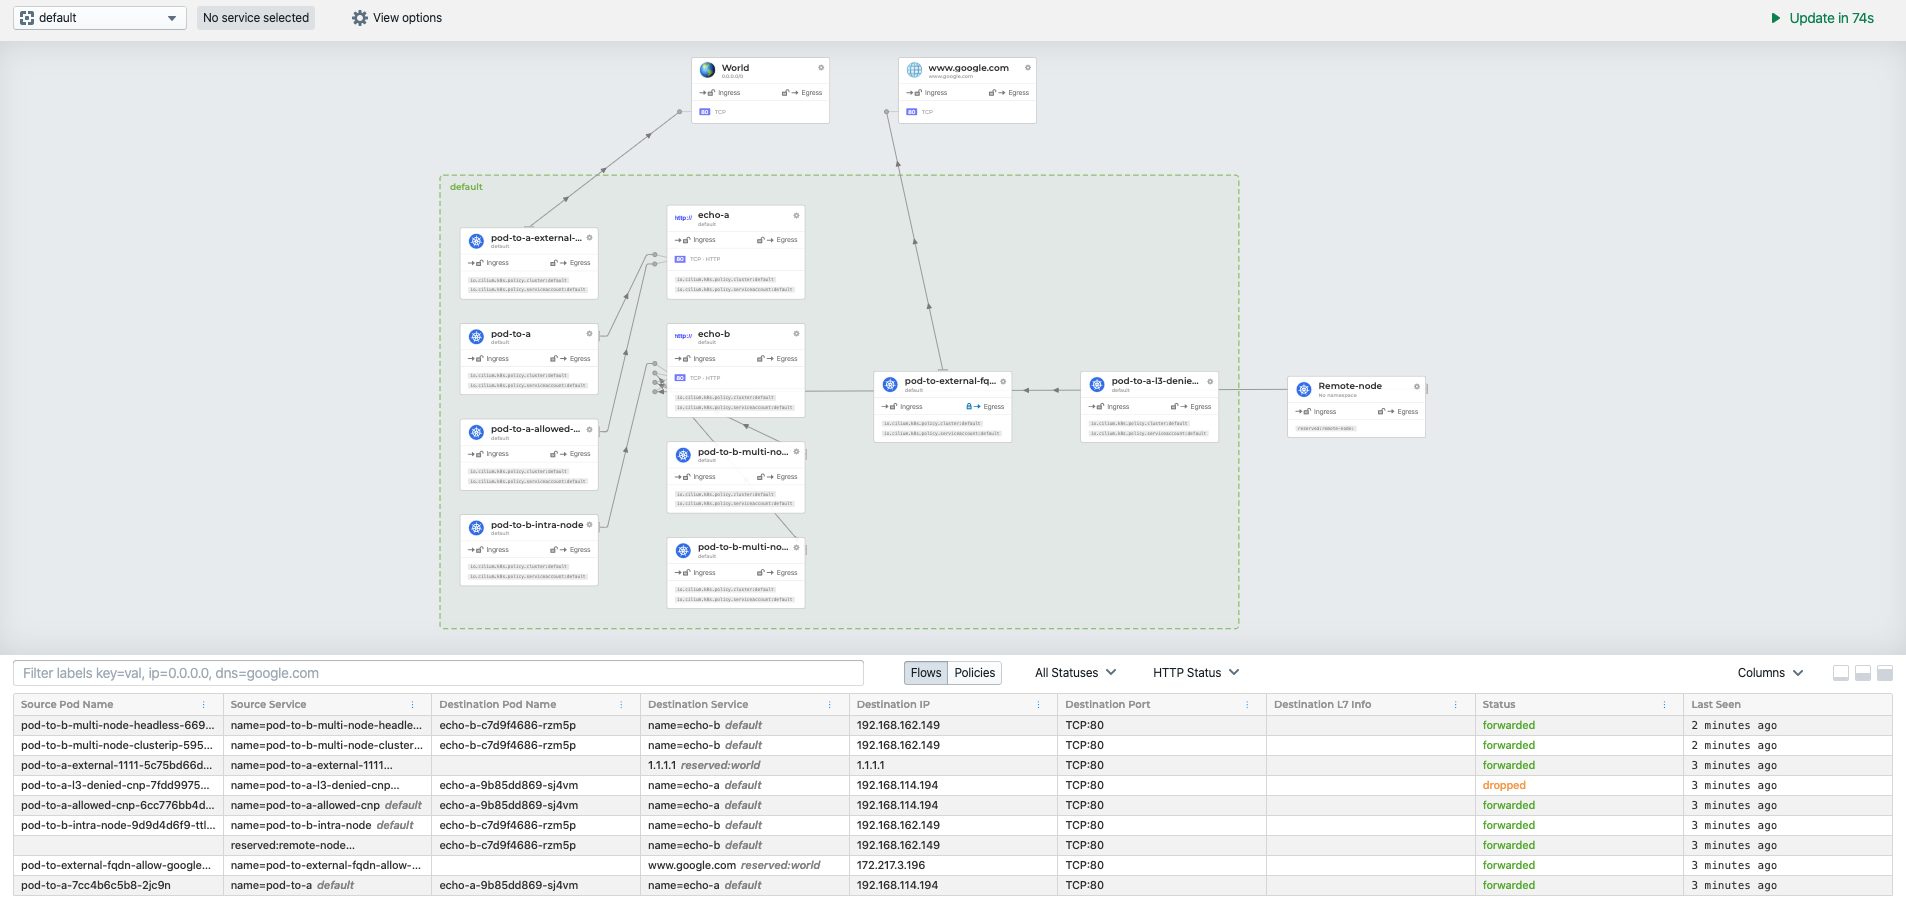 default
No service selected
View options
Update in 74s
World
0.0.0.0/0
Ingress Egress
80 TCP
www.google.com
www.google.com
Ingress Egress
80 TCP
default
pod-to-a-external-...
default
Ingress Egress
io.cilium.k8s.policy.cluster:default
io.cilium.k8s.policy.serviceaccount:default
pod-to-a
default
Ingress Egress
io.cilium.k8s.policy.cluster:default
io.cilium.k8s.policy.serviceaccount:default
pod-to-a-allowed-...
default
Ingress Egress
io.cilium.k8s.policy.cluster:default
io.cilium.k8s.policy.serviceaccount:default
pod-to-b-intra-node
default
Ingress Egress
io.cilium.k8s.policy.cluster:default
io.cilium.k8s.policy.serviceaccount:default
http:// echo-a
default
Ingress Egress
80 TCP · HTTP
io.cilium.k8s.policy.cluster:default
io.cilium.k8s.policy.serviceaccount:default
http:// echo-b
default
Ingress Egress
80 TCP · HTTP
io.cilium.k8s.policy.cluster:default
io.cilium.k8s.policy.serviceaccount:default
pod-to-b-multi-no...
default
Ingress Egress
io.cilium.k8s.policy.cluster:default
io.cilium.k8s.policy.serviceaccount:default
pod-to-b-multi-no...
default
Ingress Egress
io.cilium.k8s.policy.cluster:default
io.cilium.k8s.policy.serviceaccount:default
pod-to-external-fq...
default
Ingress Egress
io.cilium.k8s.policy.cluster:default
io.cilium.k8s.policy.serviceaccount:default
pod-to-a-l3-denie...
default
Ingress Egress
io.cilium.k8s.policy.cluster:default
io.cilium.k8s.policy.serviceaccount:default
Remote-node
No namespace
Ingress Egress
reserved:remote-node:
Filter labels key=val, ip=0.0.0.0, dns=google.com
Flows Policies All Statuses HTTP Status Columns
Source Pod Name Source Service Destination Pod Name Destination Service Destination IP Destination Port Destination L7 Info Status Last Seen
pod-to-b-multi-node-headless-669... name=pod-to-b-multi-node-headle... echo-b-c7d9f4686-rzm5p name=echo-b default 192.168.162.149 TCP:80 forwarded 2 minutes ago
pod-to-b-multi-node-clusterip-595... name=pod-to-b-multi-node-cluster... echo-b-c7d9f4686-rzm5p name=echo-b default 192.168.162.149 TCP:80 forwarded 2 minutes ago
pod-to-a-external-1111-5c75bd66d... name=pod-to-a-external-1111... 1.1.1.1 reserved:world 1.1.1.1 TCP:80 forwarded 3 minutes ago
pod-to-a-l3-denied-cnp-7fdd9975... name=pod-to-a-l3-denied-cnp... echo-a-9b85dd869-sj4vm name=echo-a default 192.168.114.194 TCP:80 dropped 3 minutes ago
pod-to-a-allowed-cnp-6cc776bb4d... name=pod-to-a-allowed-cnp default echo-a-9b85dd869-sj4vm name=echo-a default 192.168.114.194 TCP:80 forwarded 3 minutes ago
pod-to-b-intra-node-9d9d4d6f9-ttl... name=pod-to-b-intra-node default echo-b-c7d9f4686-rzm5p name=echo-b default 192.168.162.149 TCP:80 forwarded 3 minutes ago
reserved:remote-node... echo-b-c7d9f4686-rzm5p name=echo-b default 192.168.162.149 TCP:80 forwarded 3 minutes ago
pod-to-external-fqdn-allow-google... name=pod-to-external-fqdn-allow-... www.google.com reserved:world 172.217.3.196 TCP:80 forwarded 3 minutes ago
pod-to-a-7cc4b6c5b8-2jc9n name=pod-to-a default echo-a-9b85dd869-sj4vm name=echo-a default 192.168.114.194 TCP:80 forwarded 3 minutes ago